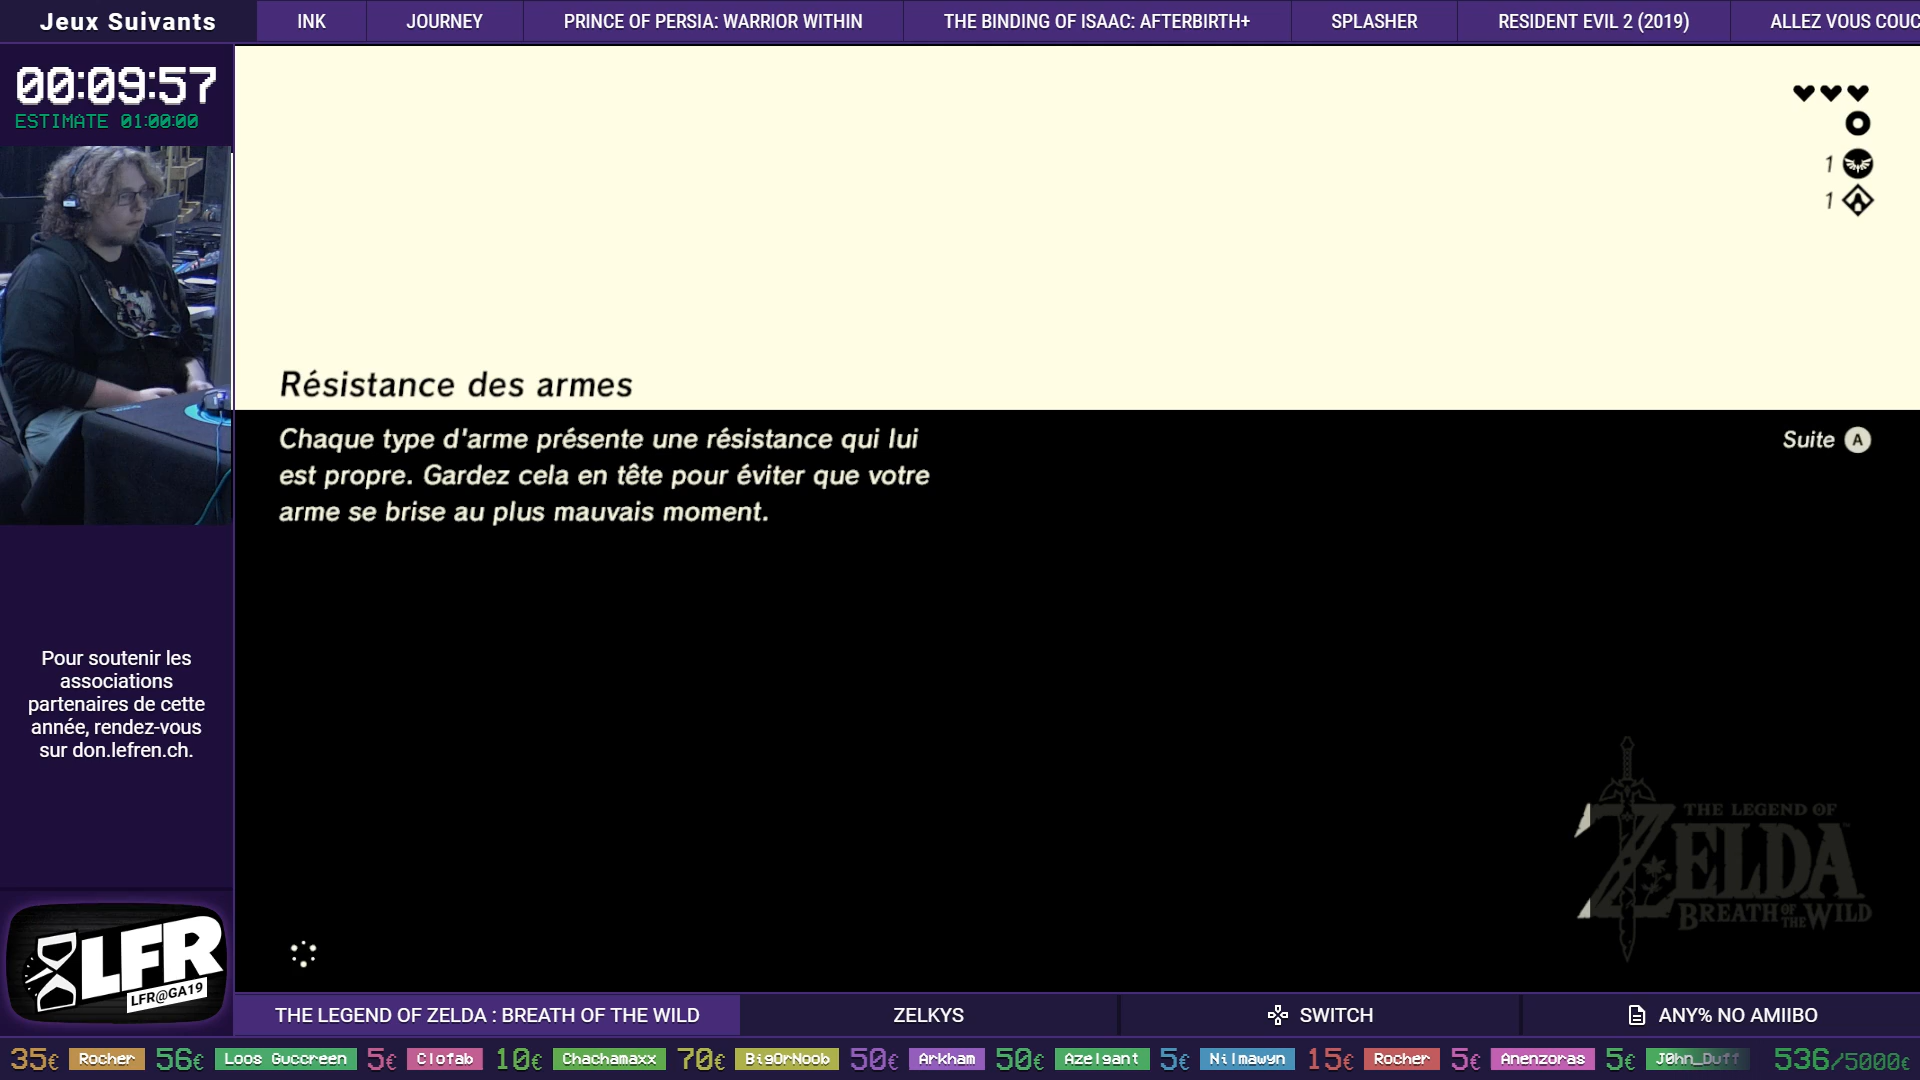 Jeux Suivants
INK
JOURNEY
PRINCE OF PERSIA: WARRIOR WITHIN
THE BINDING OF ISAAC: AFTERBIRTH+
SPLASHER
RESIDENT EVIL 2 (2019)
ALLEZ VOUS COUC
00:09:57
ESTIMATE 01:00:00
1
1
Résistance des armes
Chaque type d'arme présente une résistance qui lui
est propre. Gardez cela en tête pour éviter que votre
arme se brise au plus mauvais moment.
Suite A
Pour soutenir les
associations
partenaires de cette
année, rendez-vous
sur don.lefren.ch.
THE LEGEND OF
ZELDA
BREATH OF THE WILD
LFR
LFR@GA19
THE LEGEND OF ZELDA : BREATH OF THE WILD
ZELKYS
SWITCH
ANY% NO AMIIBO
35€ Rocher 56€ Loos Guccreen 5€ Clofab 10€ Chachamaxx 70€ BigOrNoob 50€ Arkham 50€ Azelgant 5€ Nilmawyn 15€ Rocher 5€ Anenzoras 5€ J0hn_Duff 536/5000€